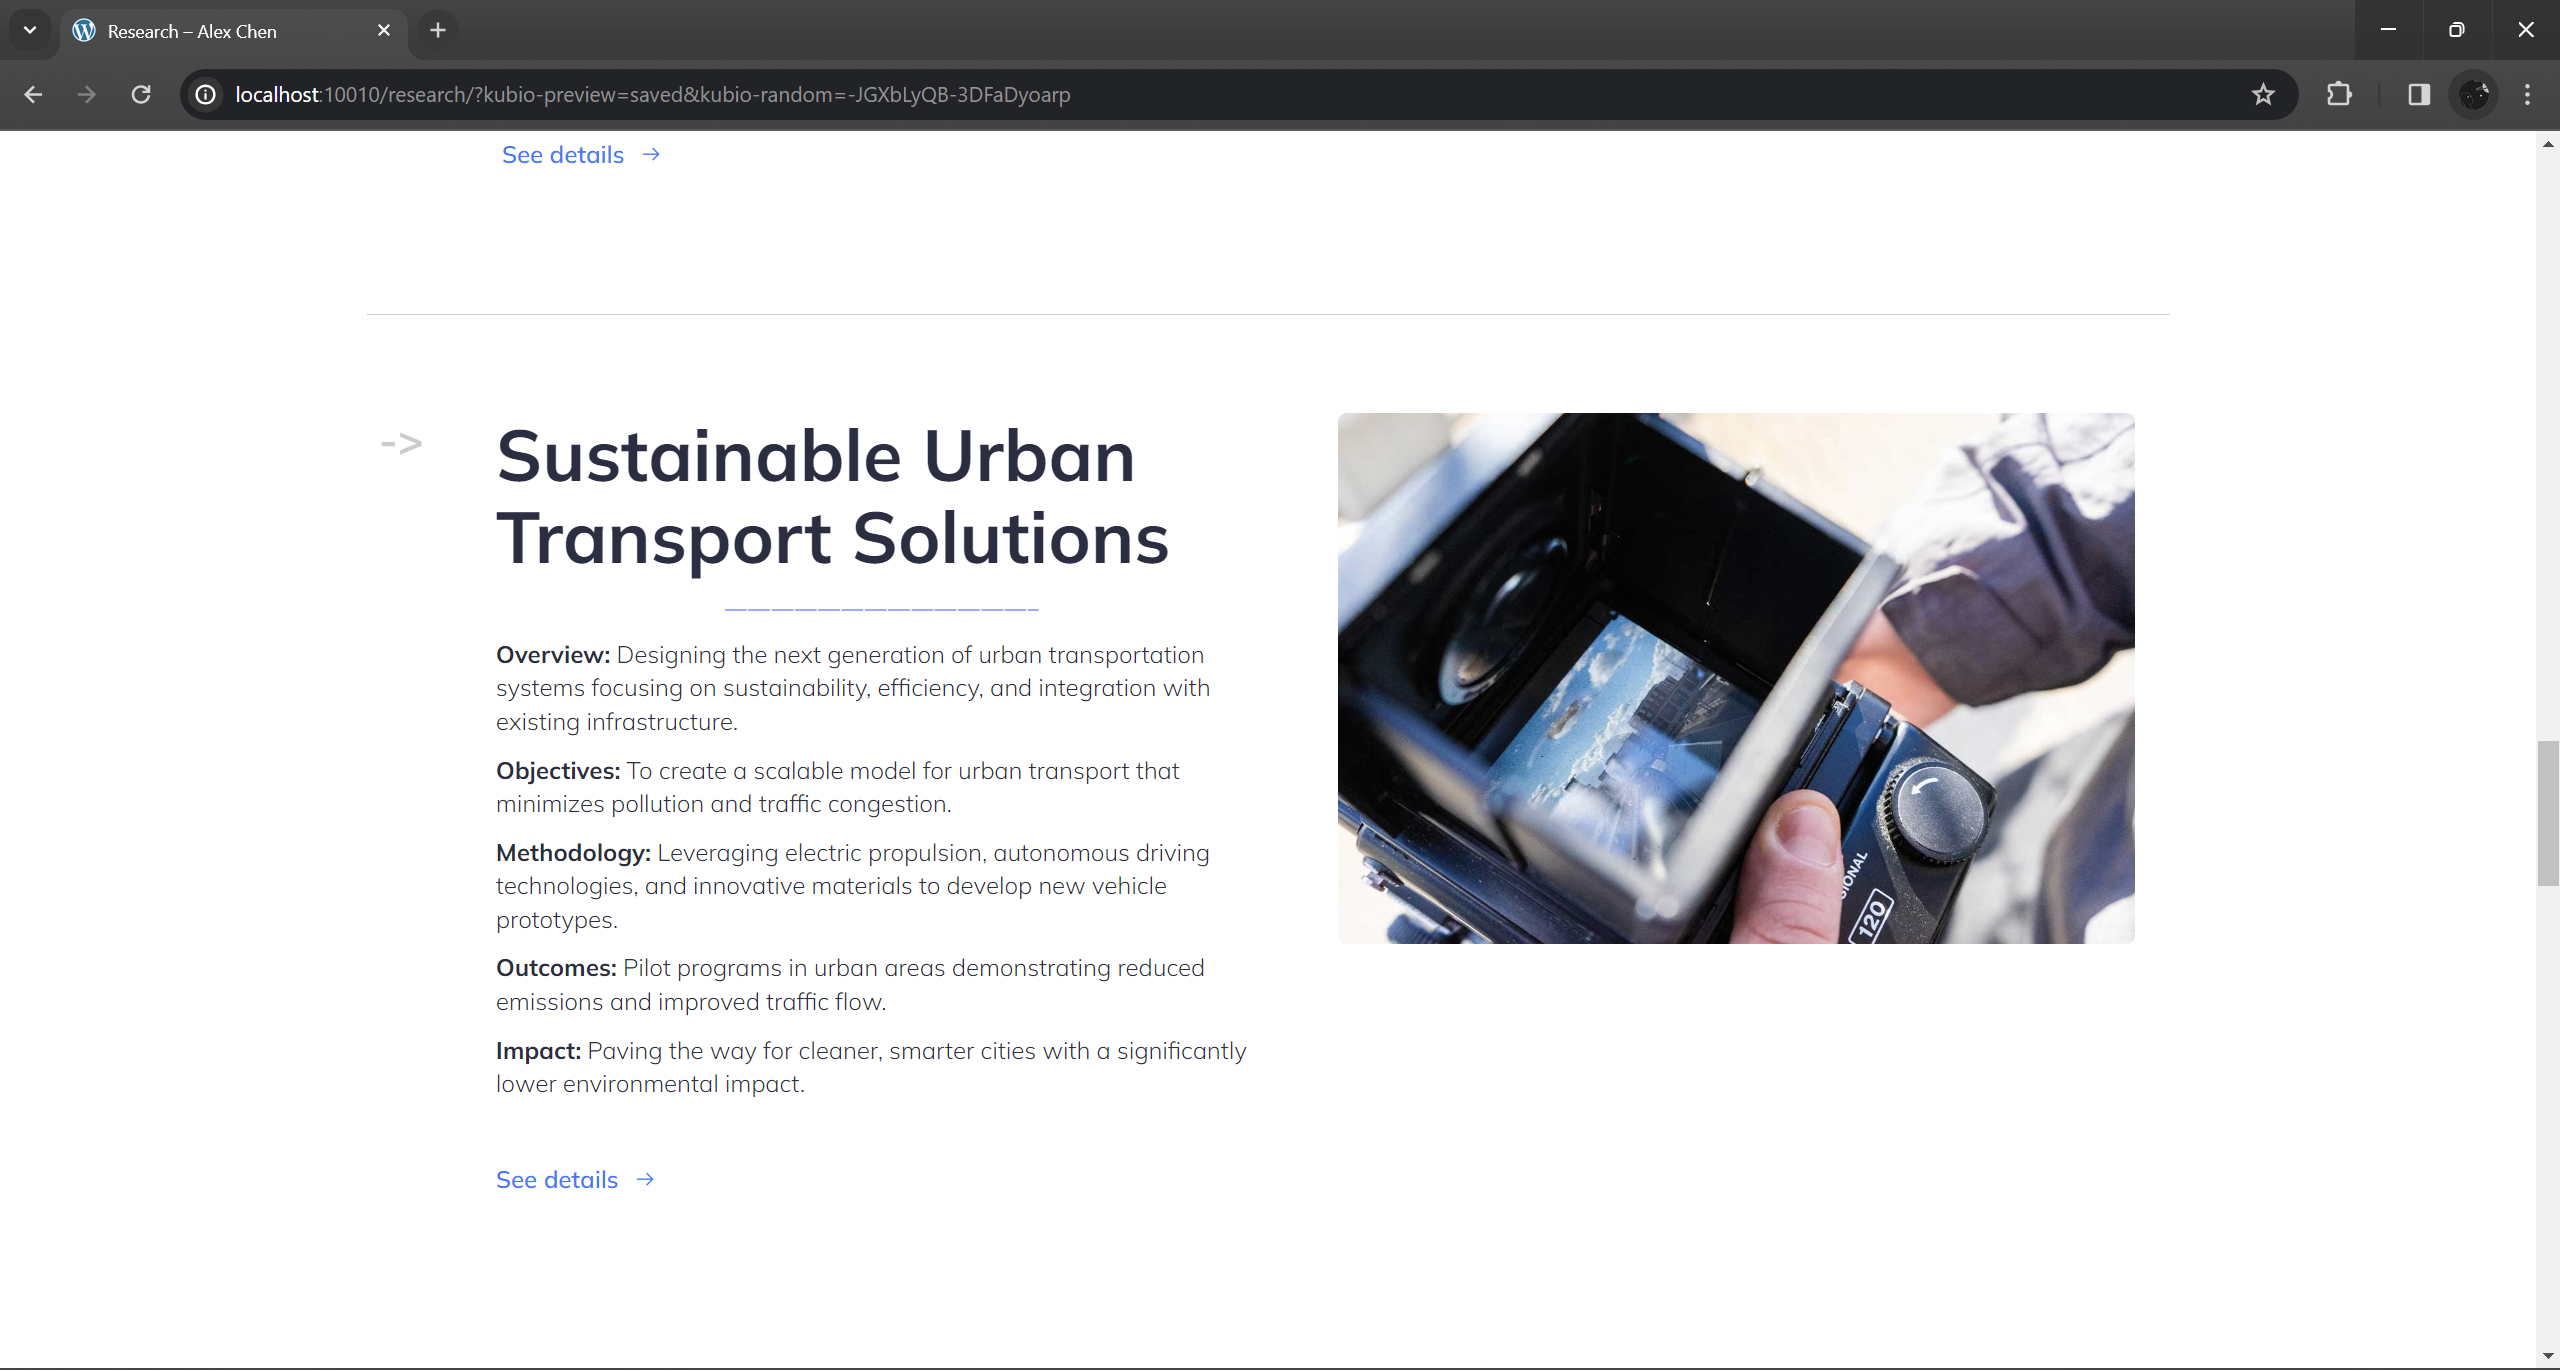 Research – Alex Chen
localhost:10010/research/?kubio-preview=saved&kubio-random=-JGXbLyQB-3DFaDyoarp
See details →
->
Sustainable Urban
Transport Solutions
—————————————–
Overview: Designing the next generation of urban transportation
systems focusing on sustainability, efficiency, and integration with
existing infrastructure.
Objectives: To create a scalable model for urban transport that
minimizes pollution and traffic congestion.
Methodology: Leveraging electric propulsion, autonomous driving
technologies, and innovative materials to develop new vehicle
prototypes.
Outcomes: Pilot programs in urban areas demonstrating reduced
emissions and improved traffic flow.
Impact: Paving the way for cleaner, smarter cities with a significantly
lower environmental impact.
See details →
SIONAL
120